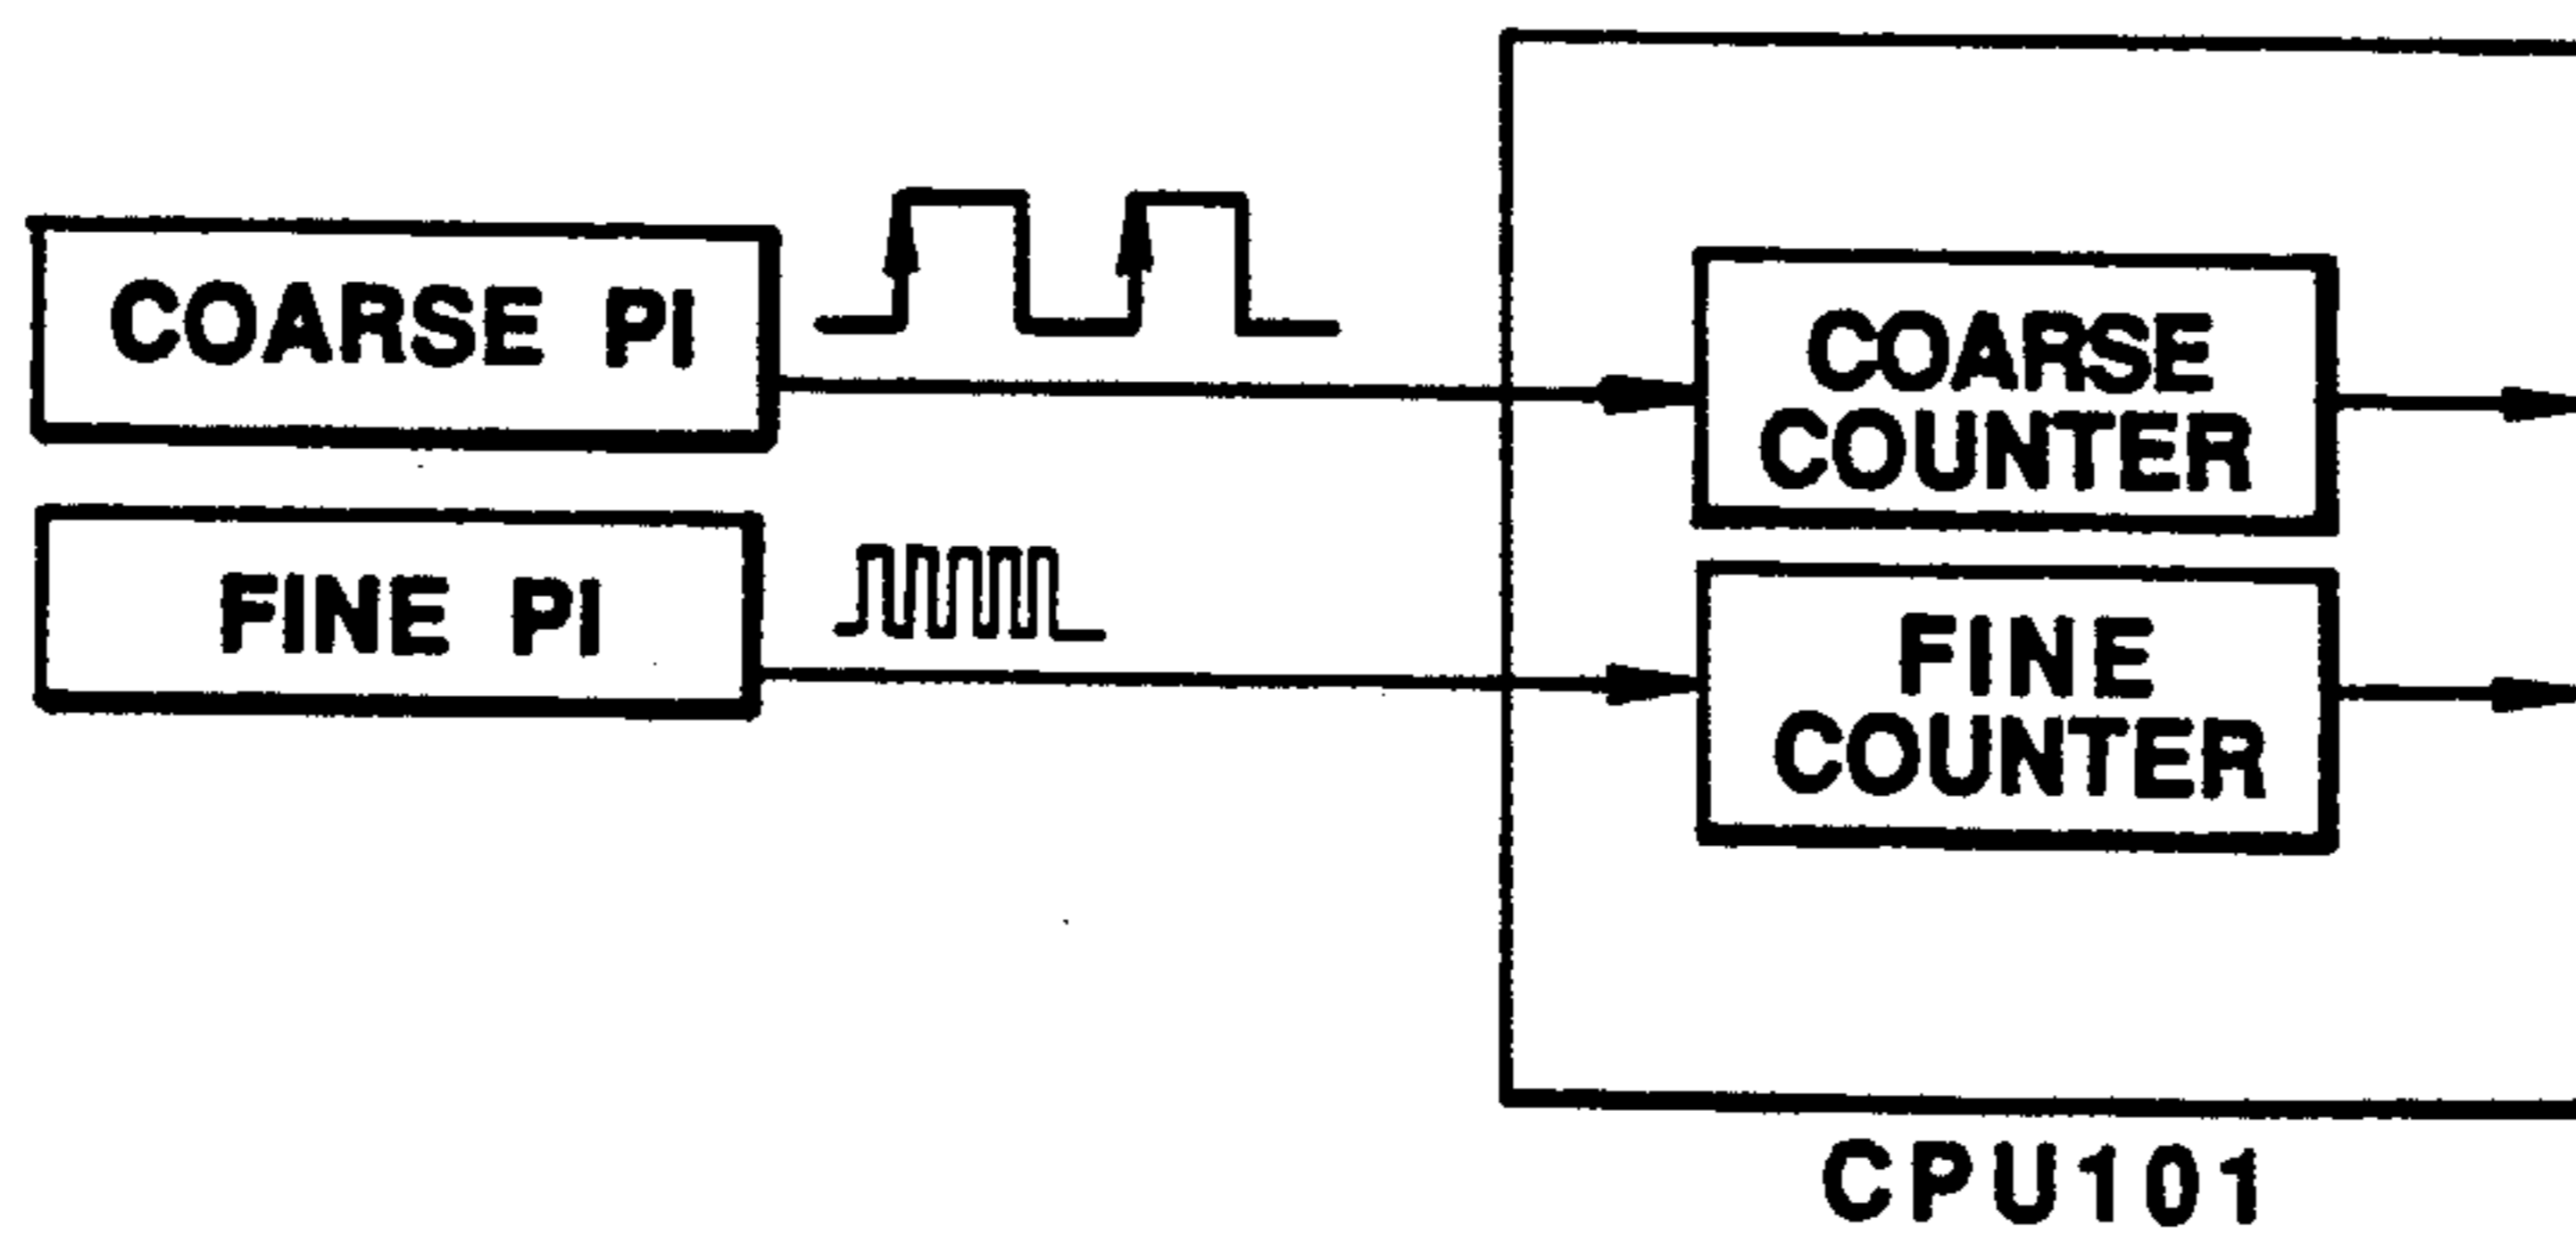 COARSE PI
COARSE
COUNTER
FINE PI
FINE
COUNTER
CPU101